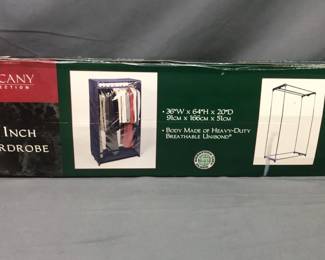 CANY
ECTION
INCH
RDROBE
• 36"W x 64"H x 20"D
91CM x 166CM x 51CM
• BODY MADE OF HEAVY-DUTY
BREATHABLE UNIBOND®